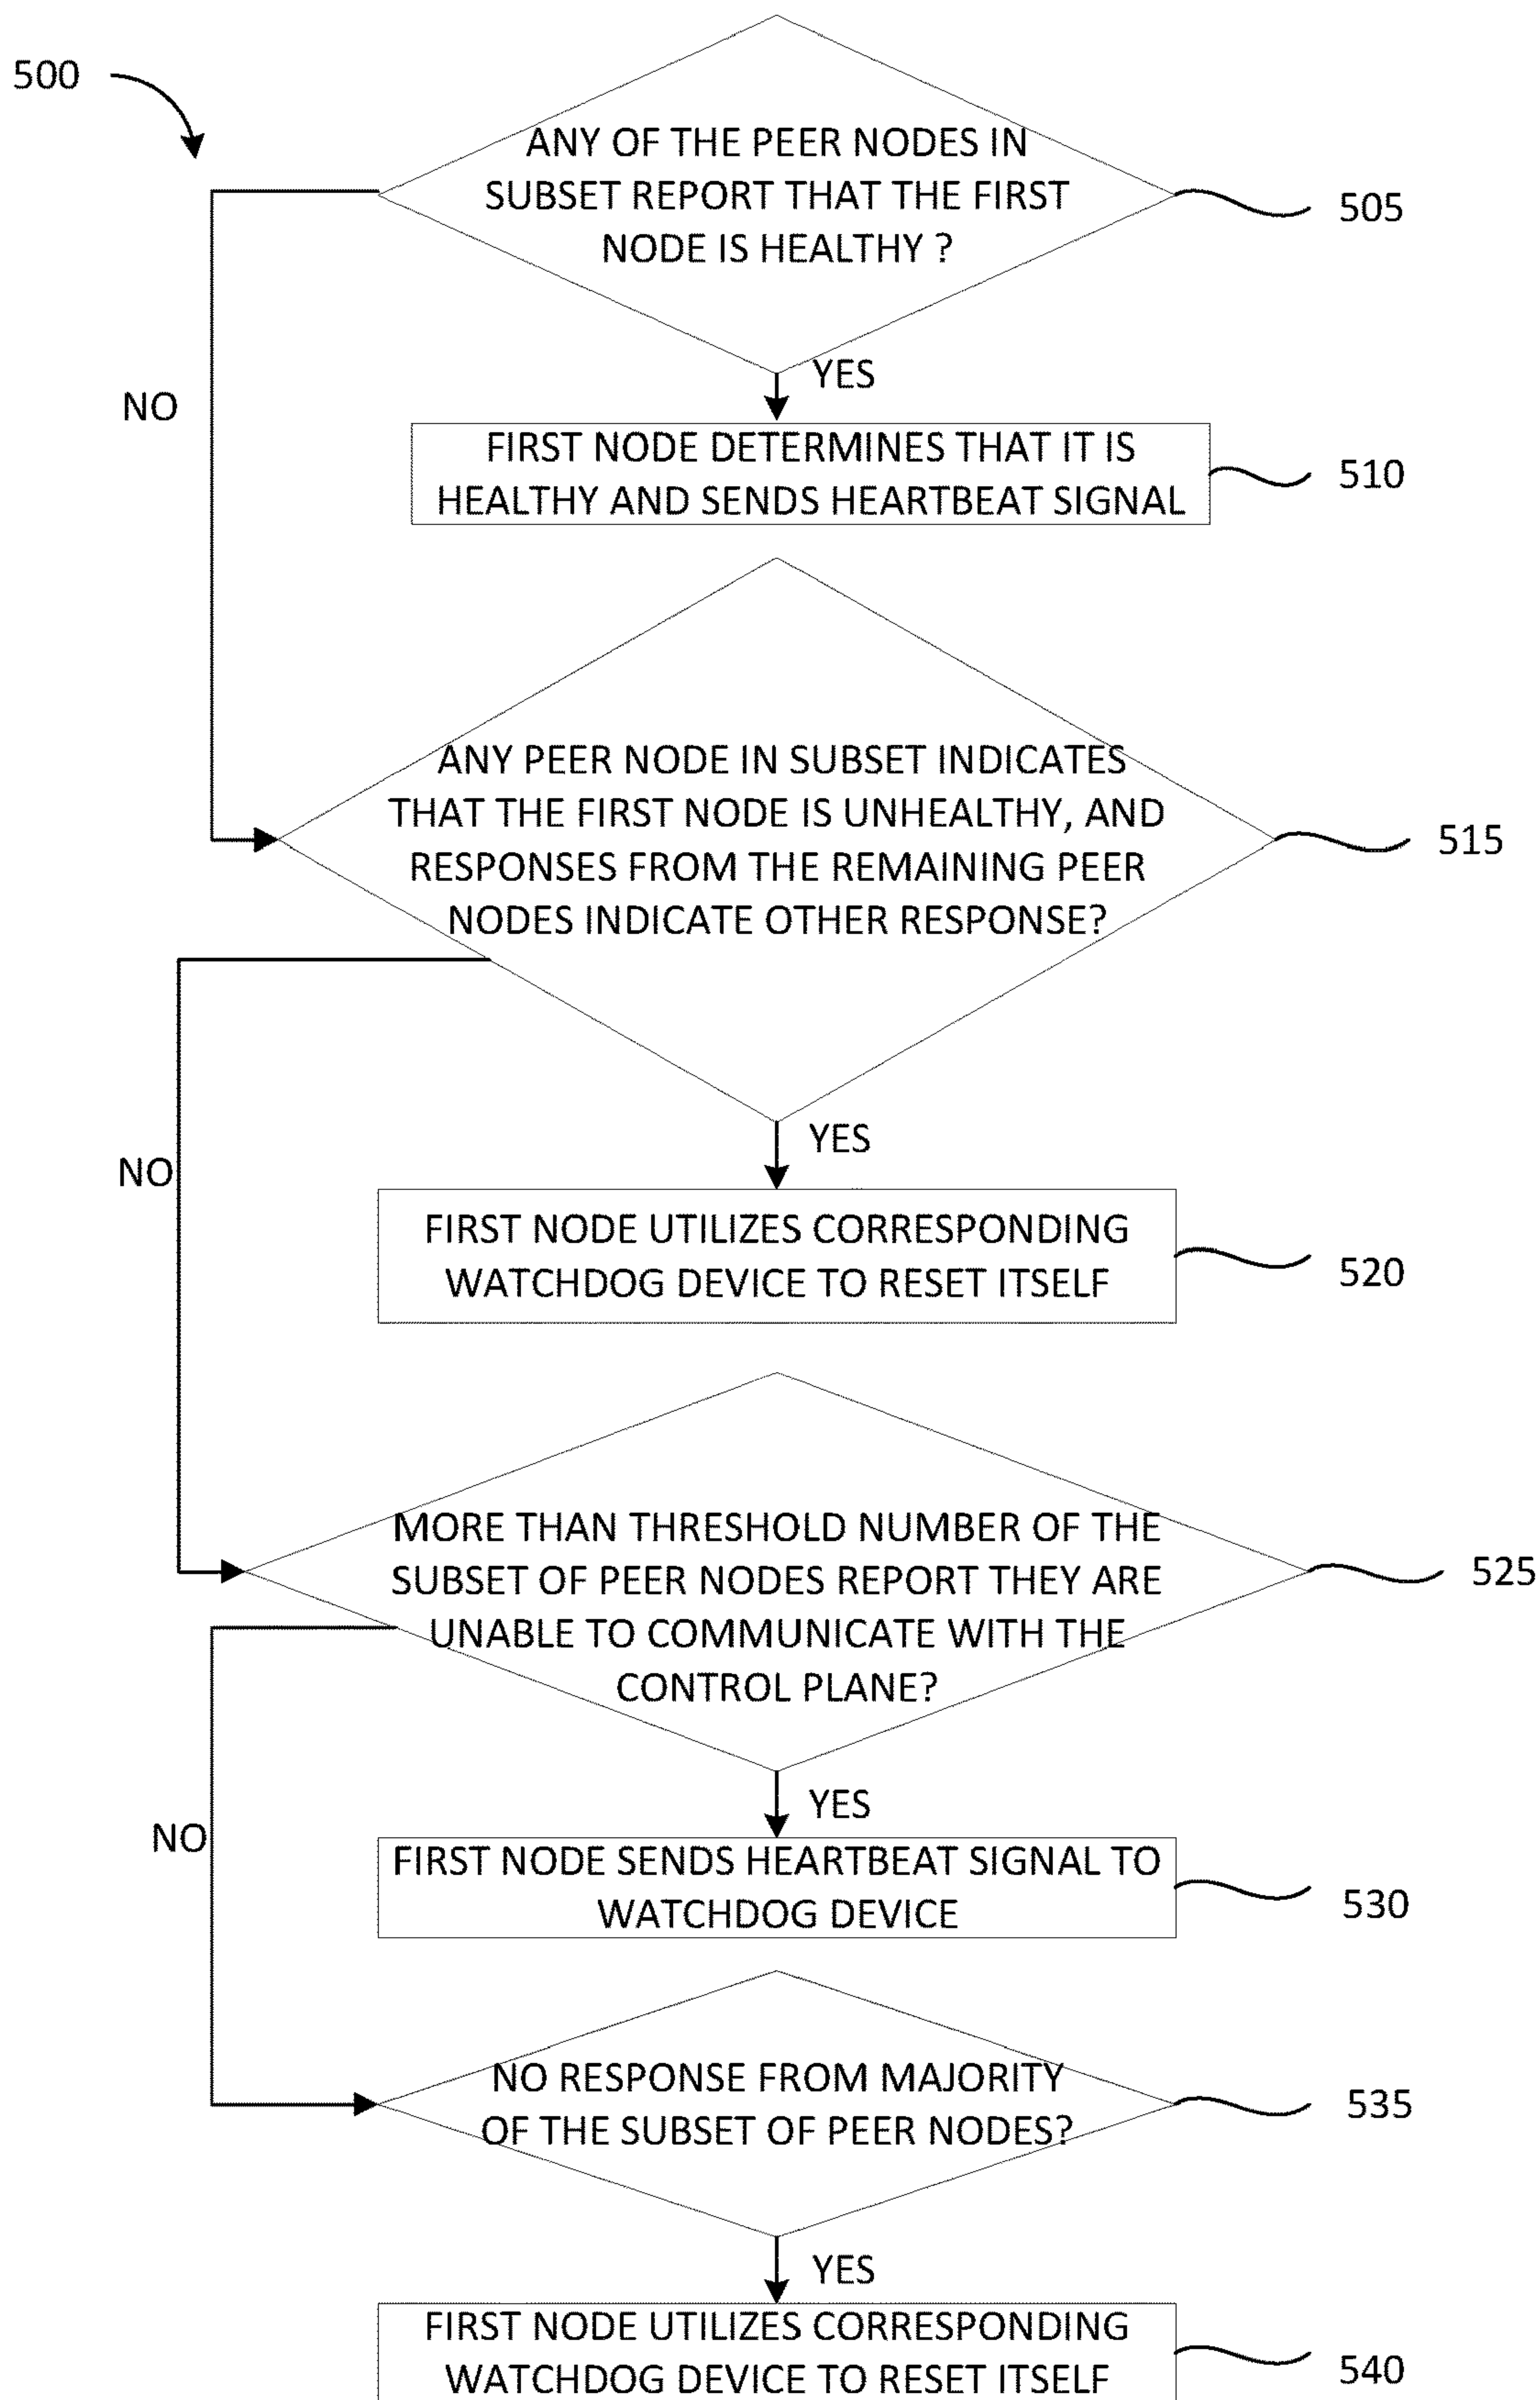 500
ANY OF THE PEER NODES IN
SUBSET REPORT THAT THE FIRST
NODE IS HEALTHY ?
505
YES
NO
FIRST NODE DETERMINES THAT IT IS
HEALTHY AND SENDS HEARTBEAT SIGNAL
510
ANY PEER NODE IN SUBSET INDICATES
THAT THE FIRST NODE IS UNHEALTHY, AND
RESPONSES FROM THE REMAINING PEER
NODES INDICATE OTHER RESPONSE?
515
YES
NO
FIRST NODE UTILIZES CORRESPONDING
WATCHDOG DEVICE TO RESET ITSELF
520
MORE THAN THRESHOLD NUMBER OF THE
SUBSET OF PEER NODES REPORT THEY ARE
UNABLE TO COMMUNICATE WITH THE
CONTROL PLANE?
525
YES
NO
FIRST NODE SENDS HEARTBEAT SIGNAL TO
WATCHDOG DEVICE
530
NO RESPONSE FROM MAJORITY
OF THE SUBSET OF PEER NODES?
535
YES
FIRST NODE UTILIZES CORRESPONDING
WATCHDOG DEVICE TO RESET ITSELF
540